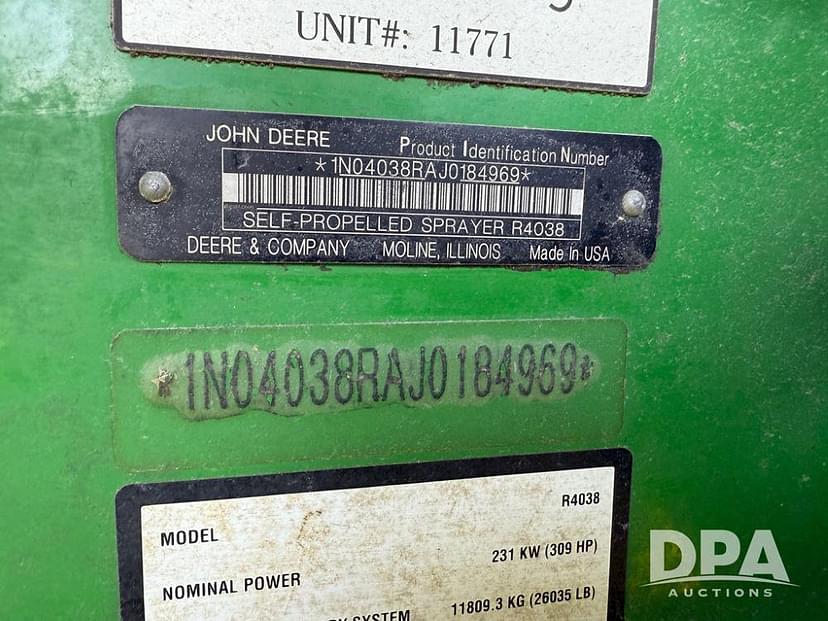 UNIT#: 11771
JOHN DEERE Product Identification Number
*1N04038RAJ0184969*
SELF-PROPELLED SPRAYER R4038
DEERE & COMPANY MOLINE, ILLINOIS Made In USA
*1N04038RAJ0184969*
MODEL R4038
NOMINAL POWER 231 KW (309 HP)
SYSTEM 11809.3 KG (26035 LB)
DPA
AUCTIONS